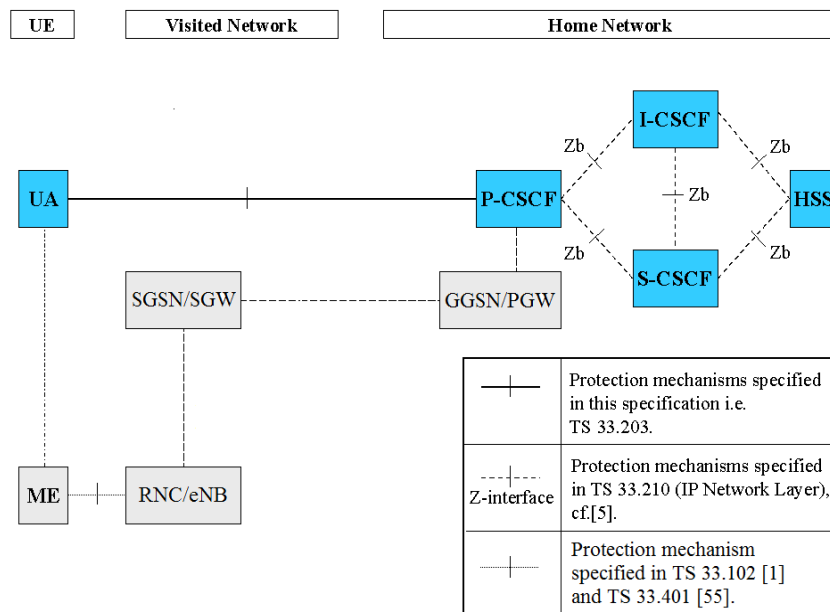 UE
Visited Network
Home Network
I-CSCF
Zb
Zb
UA
P-CSCF
Zb
HSS
Zb
Zb
S-CSCF
SGSN/SGW
GGSN/PGW
ME
RNC/eNB
Protection mechanisms specified
in this specification i.e.
TS 33.203.
Z-interface
Protection mechanisms specified
in TS 33.210 (IP Network Layer),
cf.[5].
Protection mechanism
specified in TS 33.102 [1]
and TS 33.401 [55].